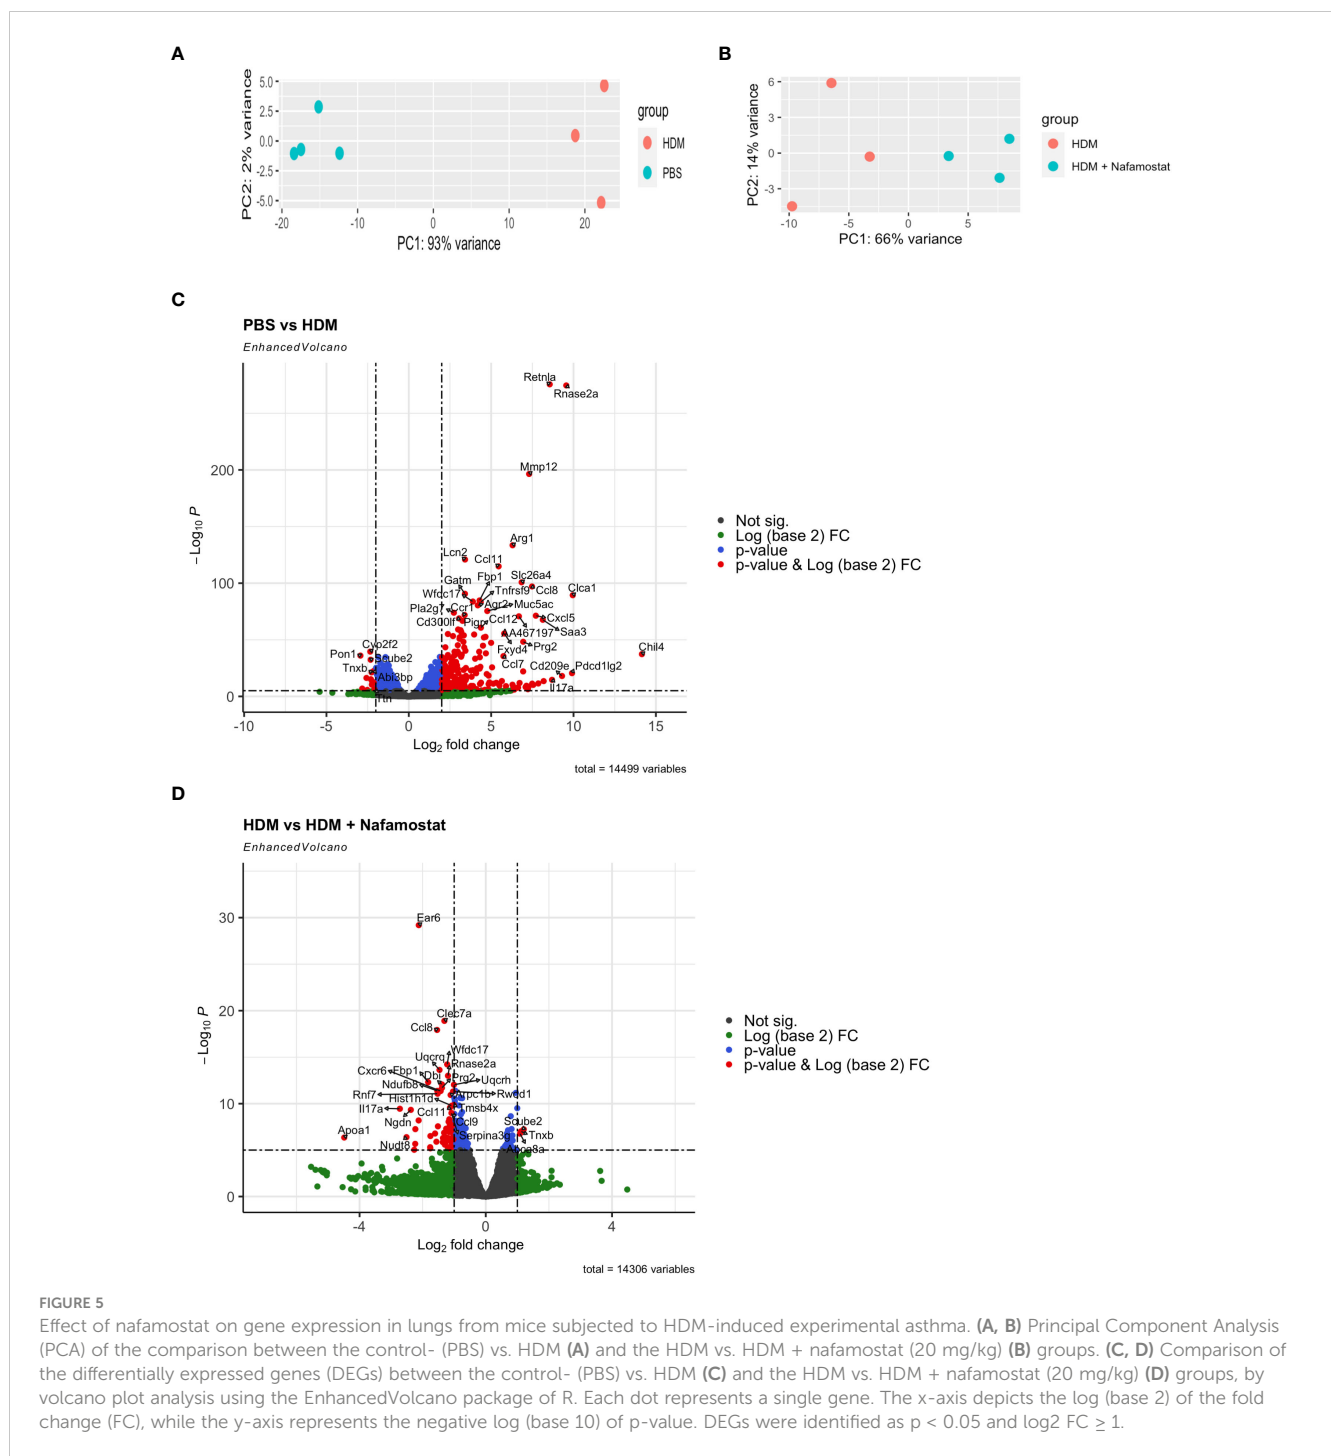 A
PC2: 2% variance
5.0
2.5
0.0
-2.5
-5.0
-20
-10
0
10
20
PC1: 93% variance
group
HDM
PBS
B
PC2: 14% variance
6
3
0
-3
-10
-5
0
5
PC1: 66% variance
group
HDM
HDM + Nafamostat
C
PBS vs HDM
EnhancedVolcano
Retnla
Rnase2a
Mmp12
Arg1
Lcn2
Ccl11
Slc26a4
Fbp1
Gatm
Tnfrsf9
Ccl8
Clca1
Wfdc17
Agr2
Muc5ac
Pla2g7
Ccr1
Cxcl5
Cd300lf
Pigr
Ccl12
AA467197
Saa3
Fxyd4
Prg2
Chil4
Ccl7
Cd209e
Pdcd1lg2
Il17a
Cyp2f2
Pon1
Scube2
Tnxb
Abi3bp
Ttn
−Log10 P
200
100
0
-10
-5
0
5
10
15
Log2 fold change
total = 14499 variables
Not sig.
Log (base 2) FC
p-value
p-value & Log (base 2) FC
D
HDM vs HDM + Nafamostat
EnhancedVolcano
Ear6
Clec7a
Ccl8
Wfdc17
Uqcrq
Rnase2a
Cxcr6
Fbp1
Dbi
Prg2
Uqcrh
Ndufb8
Rnf7
Arpc1b
Rwdd1
Hist1h1d
Il17a
Ccl11
Tmsb4x
Ngdn
Ccl9
Scube2
Apoa1
Serpina3g
Tnxb
Nudt8
Abca8a
−Log10 P
30
20
10
0
-4
0
4
Log2 fold change
total = 14306 variables
Not sig.
Log (base 2) FC
p-value
p-value & Log (base 2) FC
FIGURE 5
Effect of nafamostat on gene expression in lungs from mice subjected to HDM-induced experimental asthma. (A, B) Principal Component Analysis
(PCA) of the comparison between the control- (PBS) vs. HDM (A) and the HDM vs. HDM + nafamostat (20 mg/kg) (B) groups. (C, D) Comparison of
the differentially expressed genes (DEGs) between the control- (PBS) vs. HDM (C) and the HDM vs. HDM + nafamostat (20 mg/kg) (D) groups, by
volcano plot analysis using the EnhancedVolcano package of R. Each dot represents a single gene. The x-axis depicts the log (base 2) of the fold
change (FC), while the y-axis represents the negative log (base 10) of p-value. DEGs were identified as p < 0.05 and log2 FC ≥ 1.